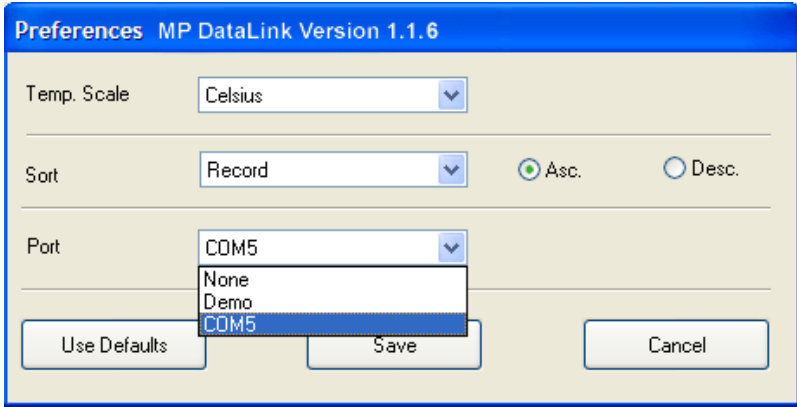 Preferences MP DataLink Version 1.1.6
Temp. Scale Celsius
Sort Record Asc. Desc.
Port COM5
None
Demo
COM5
Use Defaults Save Cancel